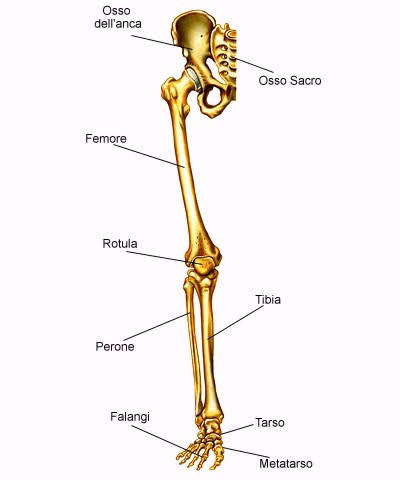 Osso
dell'anca
Osso Sacro
Femore
Rotula
Tibia
Perone
Falangi
Tarso
Metatarso